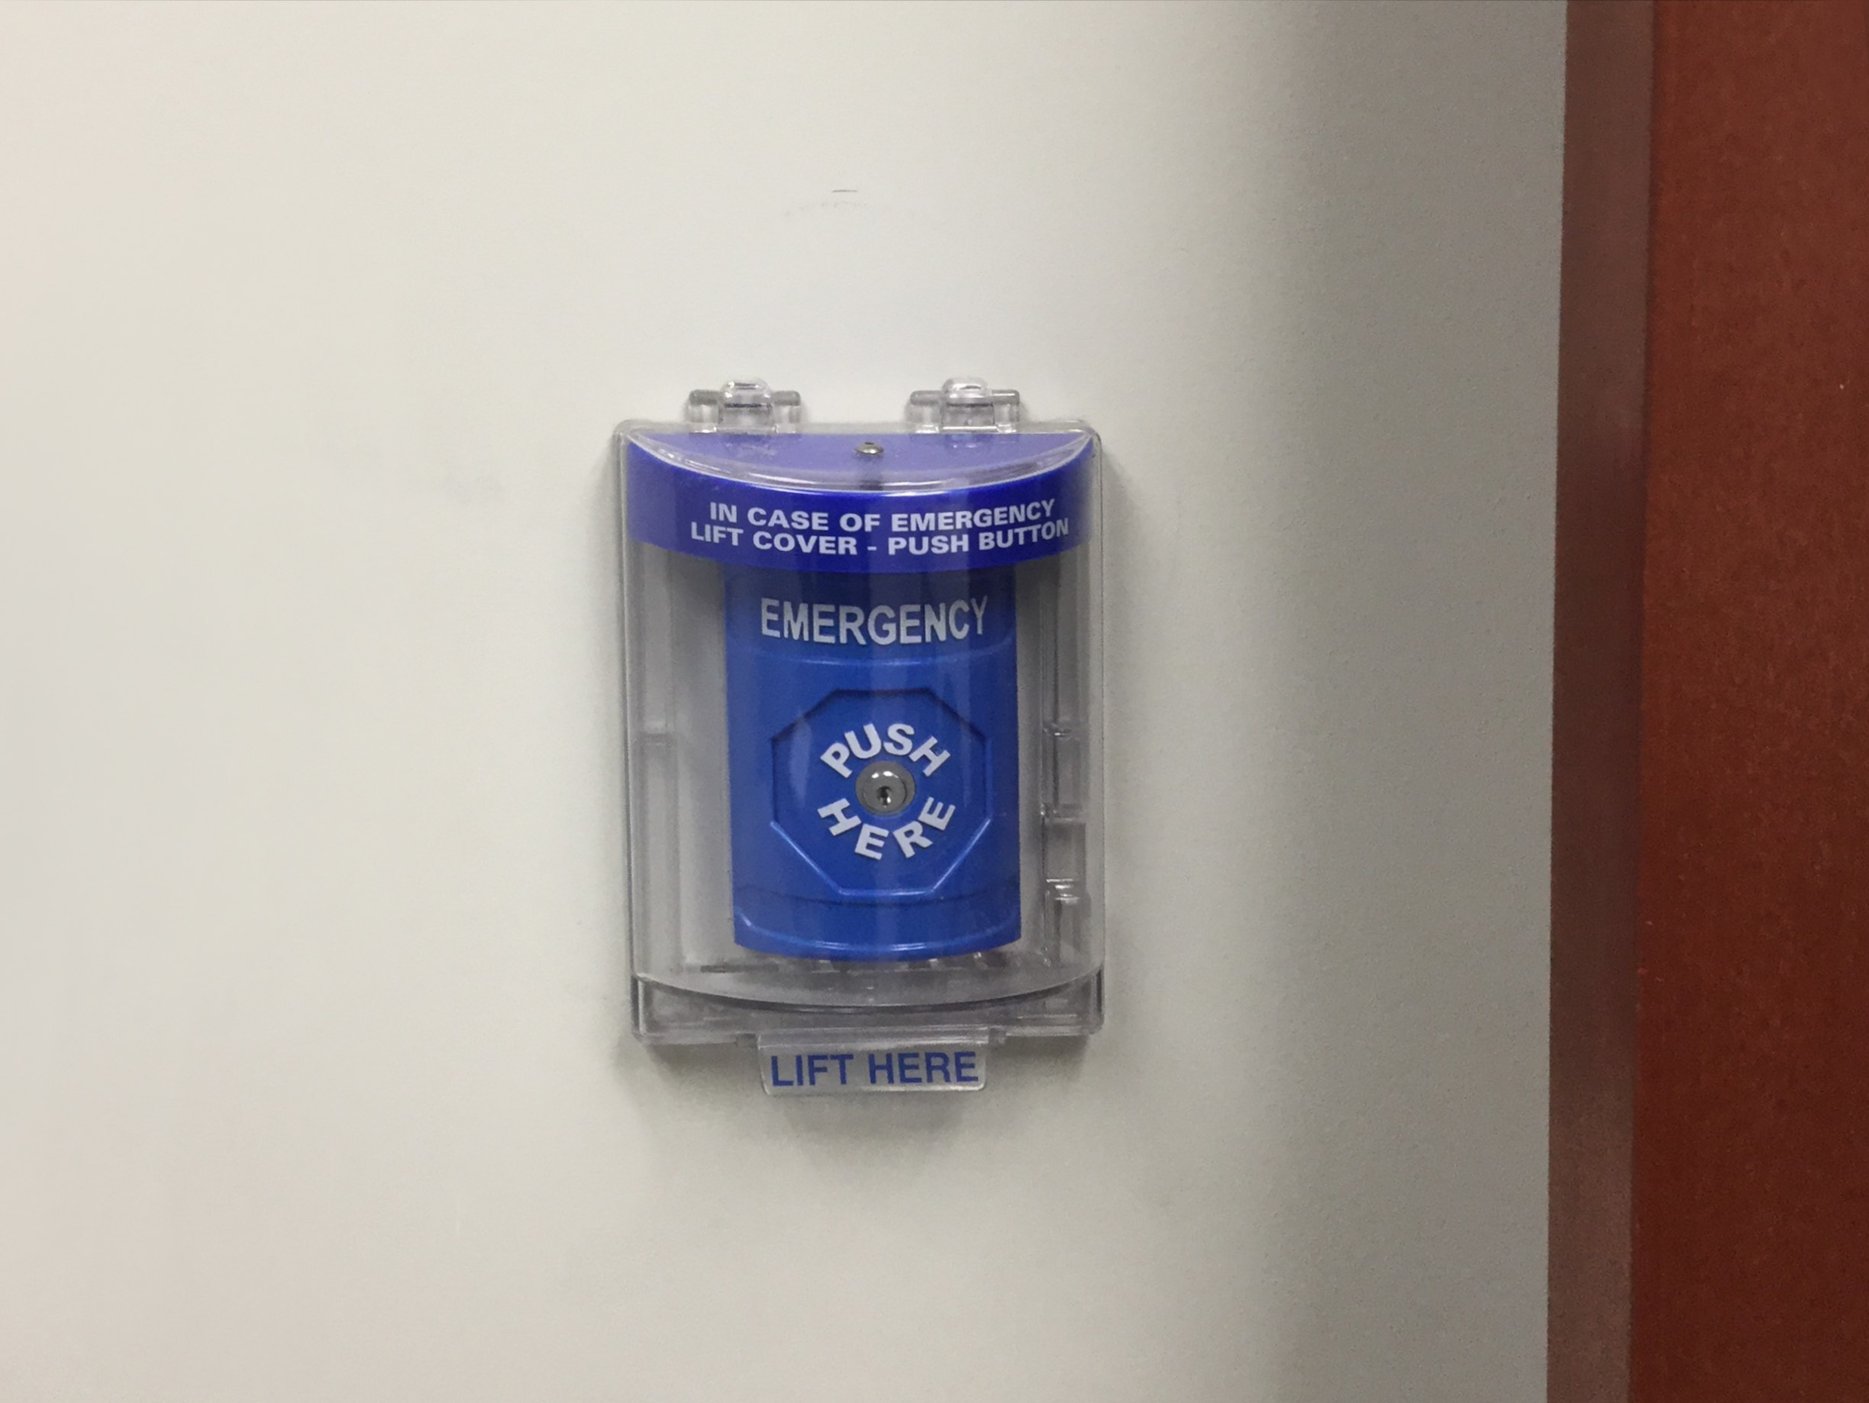 IN CASE OF EMERGENCY
LIFT COVER - PUSH BUTTON
EMERGENCY
PUSH
HERE
LIFT HERE